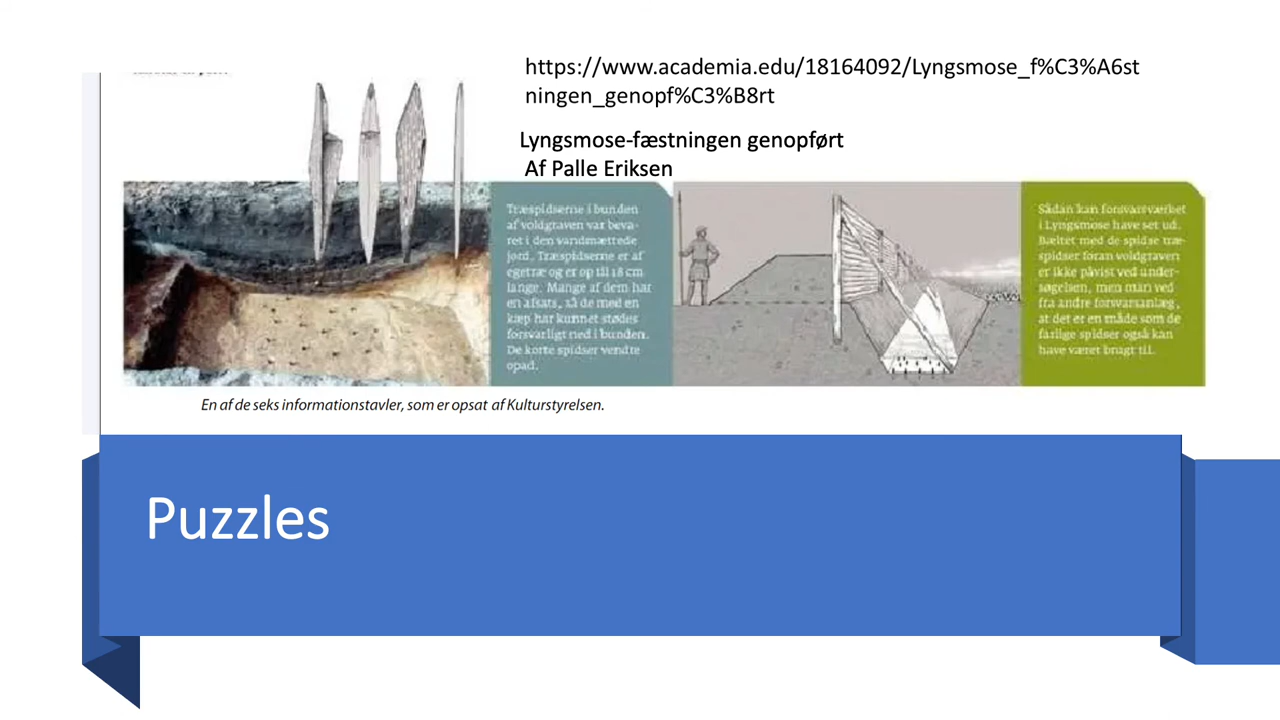 https://www.academia.edu/18164092/Lyngsmose_f%C3%A6st
ningen_genopf%C3%B8rt
Lyngsmose-fæstningen genopført
Af Palle Eriksen
Træspidserne i bunden
af voldgraven var beva-
ret i den vandmættede
jord. Træspidserne er af
egetræ og er op til 18 cm
lange. Mange af dem har
en afsats, så de med en
kæp har kunnet stødes
forsvarligt ned i bunden.
De korte spidser vendte
opad.
Sådan kan forsvarsværket
i Lyngsmose have set ud.
Bæltet med de spidse træ-
spidser foran voldgraven
er ikke påvist ved under-
søgelsen, men man ved
fra andre forsvarsanlæg,
at det er en måde som de
farlige spidser også kan
have været bragt til.
En af de seks informationstavler, som er opsat af Kulturstyrelsen.
Puzzles